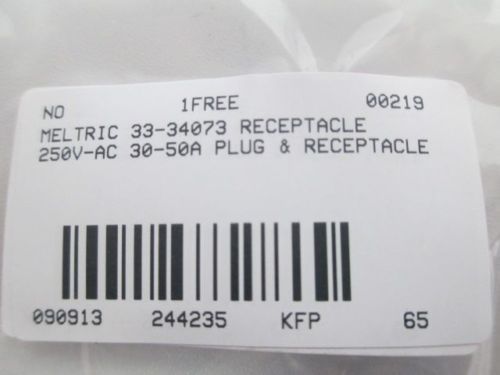 NO 1FREE 00219
MELTRIC 33-34073 RECEPTACLE
250V-AC 30-50A PLUG & RECEPTACLE
090913 244235 KFP 65